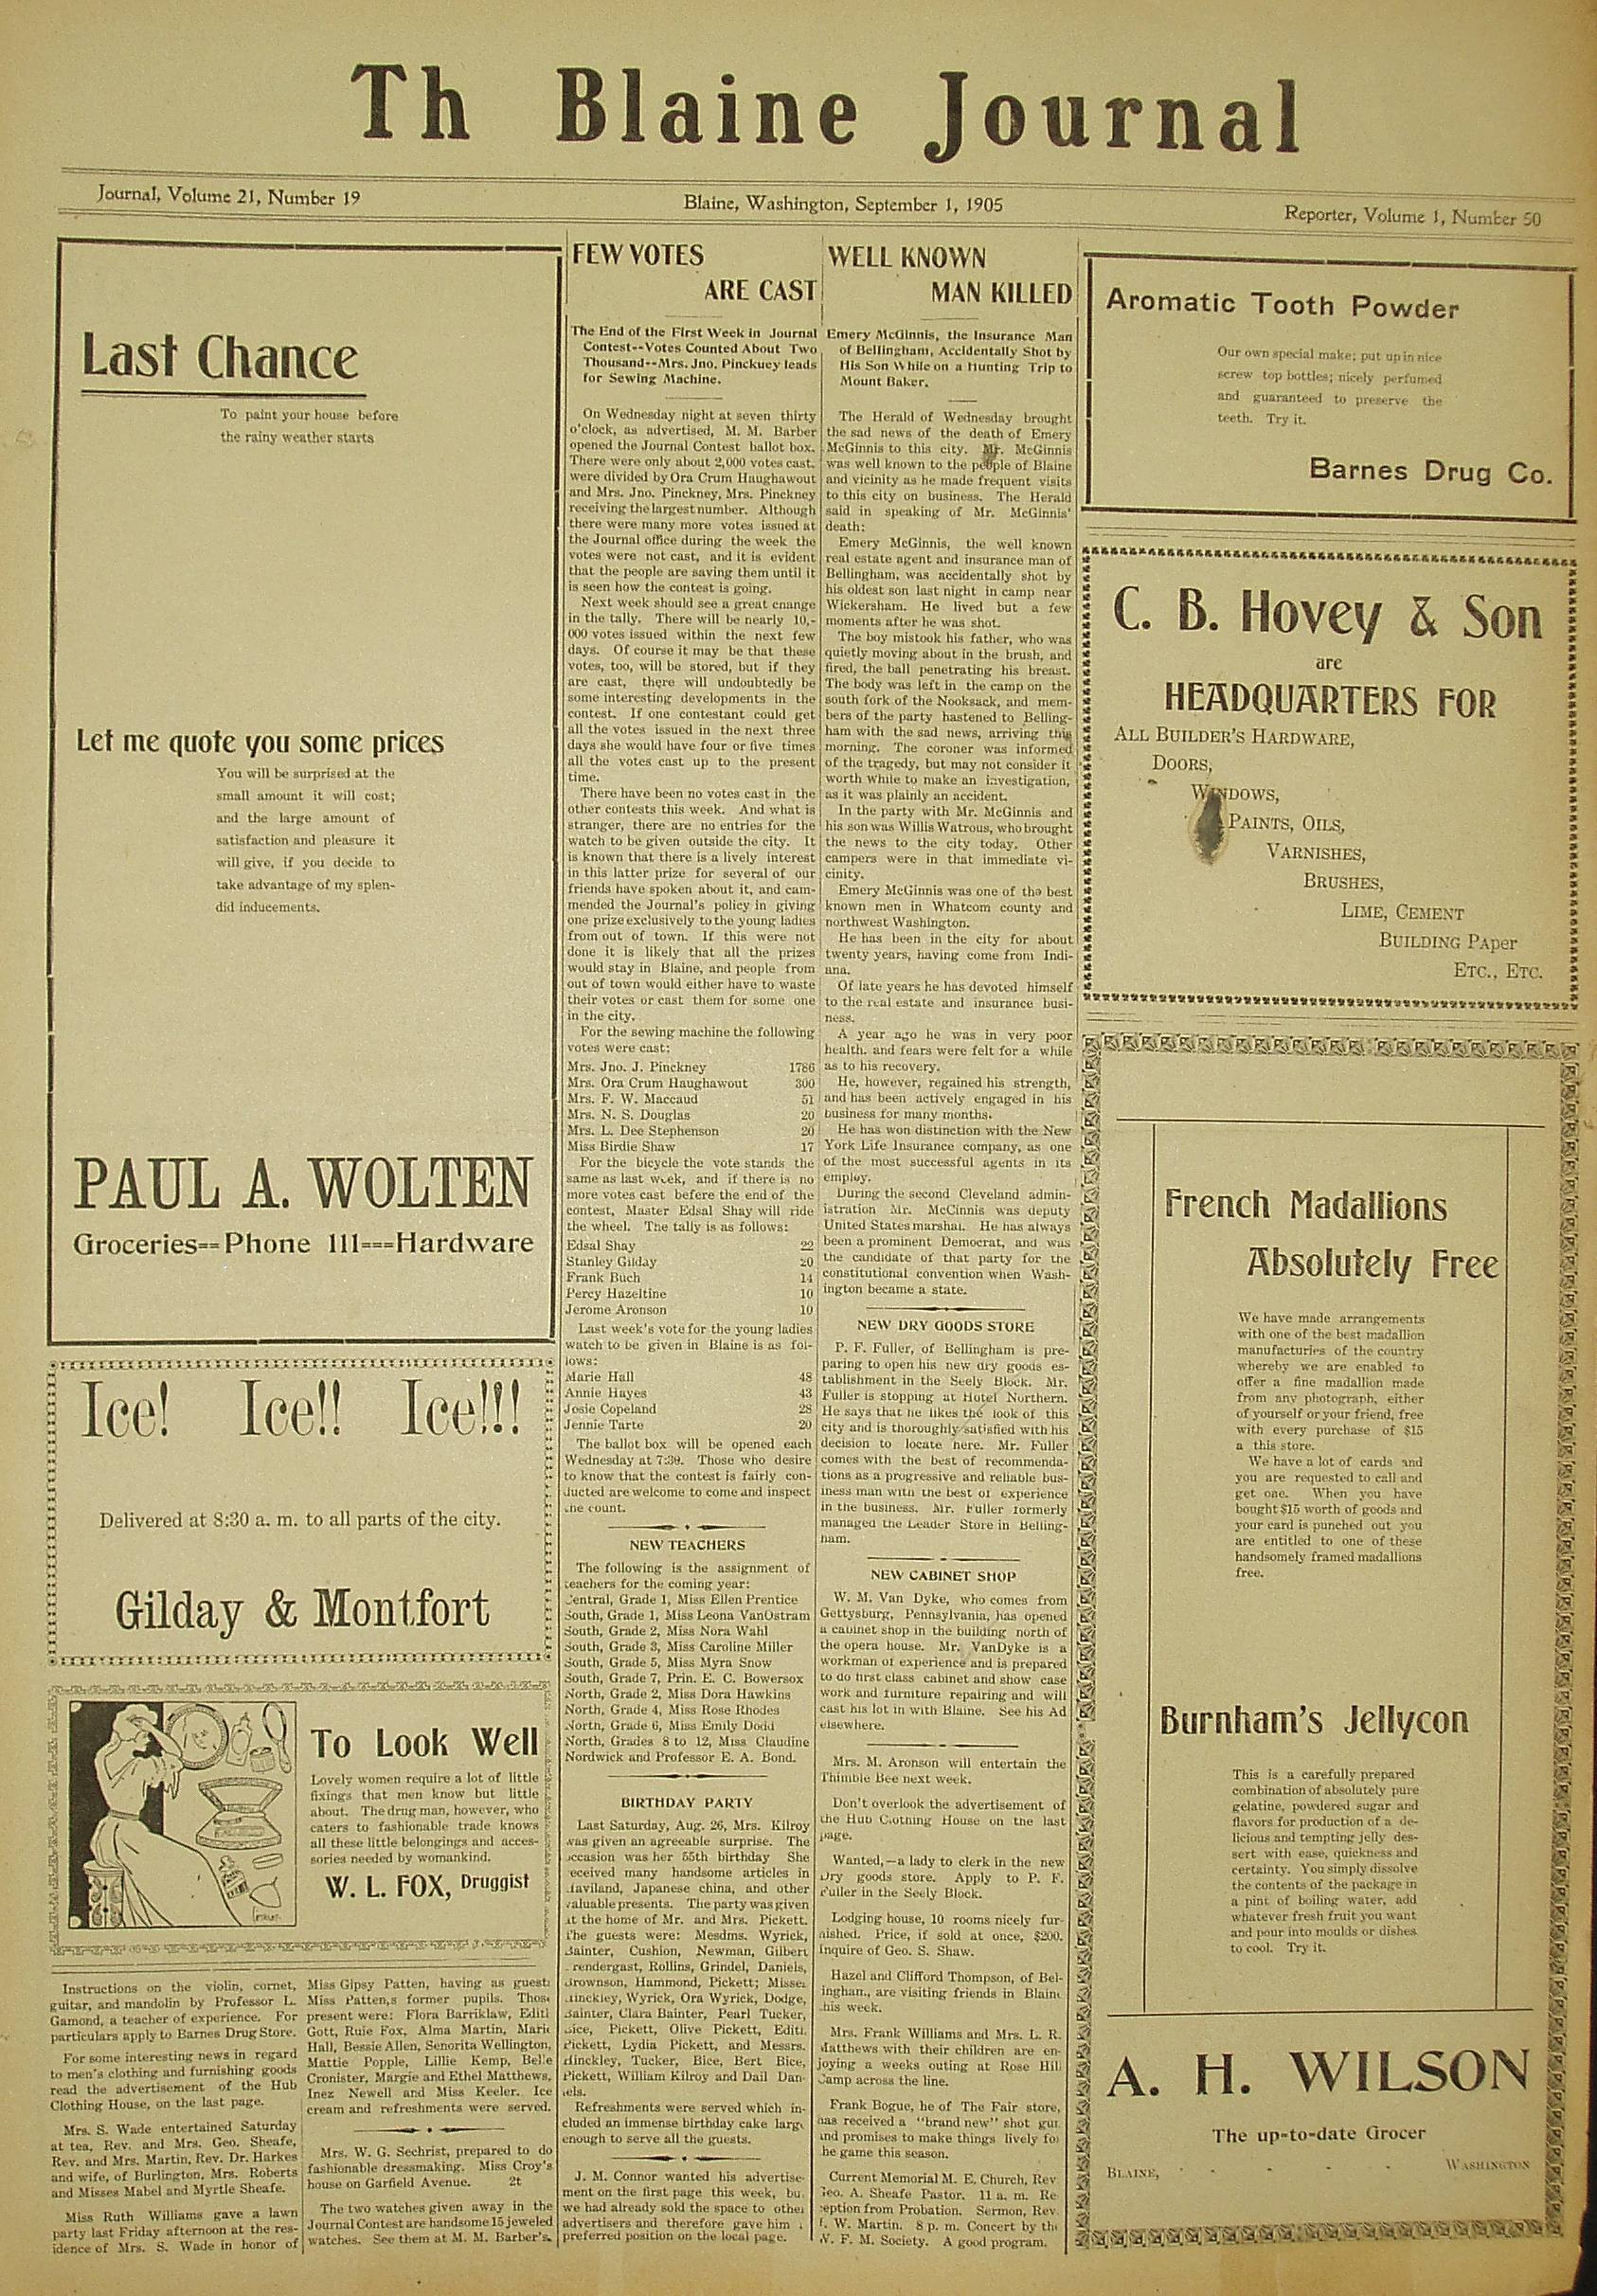 Th Blaine Journal
Journal, Volume 21, Number 19
Blaine, Washington, September 1, 1905
Reporter, Volume 1, Number 50
Last Chance
To paint your house before
the rainy weather starts
Let me quote you some prices
You will be surprised at the
small amount it will cost;
and the large amount of
satisfaction and pleasure it
will give, if you decide to
take advantage of my splen-
did inducements.
PAUL A. WOLTEN
Groceries==Phone 111===Hardware
Ice! Ice!! Ice!!!
Delivered at 8:30 a. m. to all parts of the city.
Gilday & Montfort
To Look Well
Lovely women require a lot of little
fixings that men know but little
about. The drug man, however, who
caters to fashionable trade knows
all these little belongings and acces-
sories needed by womankind.
W. L. FOX, Druggist
Instructions on the violin, cornet,
guitar, and mandolin by Professor L.
Gamond, a teacher of experience. For
particulars apply to Barnes Drug Store.
For some interesting news in regard
to men's clothing and furnishing goods
read the advertisement of the Hub
Clothing House, on the last page.
Mrs. S. Wade entertained Saturday
at tea, Rev. and Mrs. Geo. Sheafe,
Rev. and Mrs. Martin, Rev. Dr. Harkes
and wife, of Burlington, Mrs. Roberts
and Misses Mabel and Myrtle Sheafe.
Miss Ruth Williams gave a lawn
party last Friday afternoon at the res-
idence of Mrs. S. Wade in honor of
Miss Gipsy Patten, having as guest
Miss Patten,s former pupils. Those
present were: Flora Barriklaw, Edith
Gott, Ruie Fox, Alma Martin, Marie
Hall, Bessie Allen, Senorita Wellington,
Mattie Popple, Lillie Kemp, Belle
Cronister, Margie and Ethel Matthews,
Inez Newell and Miss Keeler. Ice
cream and refreshments were served.
Mrs. W. G. Sechrist, prepared to do
fashionable dressmaking. Miss Croy's
house on Garfield Avenue. 2t
The two watches given away in the
Journal Contest are handsome 15 jeweled
watches. See them at M. M. Barber's.
FEW VOTES
ARE CAST
The End of the First Week in Journal
Contest--Votes Counted About Two
Thousand--Mrs. Jno. Pinckuey leads
for Sewing Machine.
On Wednesday night at seven thirty
o'clock, as advertised, M. M. Barber
opened the Journal Contest ballot box.
There were only about 2,000 votes cast.
were divided by Ora Crum Haughawout
and Mrs. Jno. Pinckney, Mrs. Pinckney
receiving the largest number. Although
there were many more votes issued at
the Journal office during the week the
votes were not cast, and it is evident
that the people are saving them until it
is seen how the contest is going.
Next week should see a great cnange
in the tally. There will be nearly 10,-
000 votes issued within the next few
days. Of course it may be that these
votes, too, will be stored, but if they
are cast, there will undoubtedly be
some interesting developments in the
contest. If one contestant could get
all the votes issued in the next three
days she would have four or five times
all the votes cast up to the present
time.
There have been no votes cast in the
other contests this week. And what is
stranger, there are no entries for the
watch to be given outside the city. It
is known that there is a lively interest
in this latter prize for several of our
friends have spoken about it, and cam-
mended the Journal's policy in giving
one prize exclusively to the young ladies
from out of town. If this were not
done it is likely that all the prizes
would stay in Blaine, and people from
out of town would either have to waste
their votes or cast them for some one
in the city.
For the sewing machine the following
votes were cast:
Mrs. Jno. J. Pinckney 1786
Mrs. Ora Crum Haughawout 300
Mrs. F. W. Maccaud 51
Mrs. N. S. Douglas 20
Mrs. L. Dee Stephenson 20
Miss Birdie Shaw 17
For the bicycle the vote stands the
same as last week, and if there is no
more votes cast befere the end of the
contest, Master Edsal Shay will ride
the wheel. The tally is as follows:
Edsal Shay 22
Stanley Gilday 20
Frank Buch 14
Percy Hazeltine 10
Jerome Aronson 10
Last week's vote for the young ladies
watch to be given in Blaine is as fol-
lows:
Marie Hall 48
Annie Hayes 43
Josie Copeland 28
Jennie Tarte 20
The ballot box will be opened each
Wednesday at 7:30. Those who desire
to know that the contest is fairly con-
ducted are welcome to come and inspect
the count.
NEW TEACHERS
The following is the assignment of
teachers for the coming year:
Central, Grade 1, Miss Ellen Prentice
South, Grade 1, Miss Leona VanOstram
South, Grade 2, Miss Nora Wahl
South, Grade 3, Miss Caroline Miller
South, Grade 5, Miss Myra Snow
South, Grade 7, Prin. E. C. Bowersox
North, Grade 2, Miss Dora Hawkins
North, Grade 4, Miss Rose Rhodes
North, Grade 6, Miss Emily Dodd
North, Grades 8 to 12, Miss Claudine
Nordwick and Professor E. A. Bond.
BIRTHDAY PARTY
Last Saturday, Aug. 26, Mrs. Kilroy
was given an agreeable surprise. The
occasion was her 55th birthday She
received many handsome articles in
Haviland, Japanese china, and other
valuable presents. The party was given
at the home of Mr. and Mrs. Pickett.
The guests were: Mesdms. Wyrick,
Bainter, Cushion, Newman, Gilbert
Prendergast, Rollins, Grindel, Daniels,
Brownson, Hammond, Pickett; Misses
Hinckley, Wyrick, Ora Wyrick, Dodge,
Bainter, Clara Bainter, Pearl Tucker,
Bice, Pickett, Olive Pickett, Edith
Pickett, Lydia Pickett, and Messrs.
Hinckley, Tucker, Bice, Bert Bice,
Pickett, William Kilroy and Dail Dan-
iels.
Refreshments were served which in-
cluded an immense birthday cake large
enough to serve all the guests.
J. M. Connor wanted his advertise-
ment on the first page this week, bu
we had already sold the space to other
advertisers and therefore gave him a
preferred position on the local page.
WELL KNOWN
MAN KILLED
Emery McGinnis, the Insurance Man
of Bellingham, Accidentally Shot by
His Son While on a Hunting Trip to
Mount Baker.
The Herald of Wednesday brought
the sad news of the death of Emery
McGinnis to this city. Mr. McGinnis
was well known to the people of Blaine
and vicinity as he made frequent visits
to this city on business. The Herald
said in speaking of Mr. McGinnis'
death:
Emery McGinnis, the well known
real estate agent and insurance man of
Bellingham, was accidentally shot by
his oldest son last night in camp near
Wickersham. He lived but a few
moments after he was shot.
The boy mistook his father, who was
quietly moving about in the brush, and
fired, the ball penetrating his breast.
The body was left in the camp on the
south fork of the Nooksack, and mem-
bers of the party hastened to Belling-
ham with the sad news, arriving this
morning. The coroner was informed
of the tragedy, but may not consider it
worth while to make an investigation,
as it was plainly an accident.
In the party with Mr. McGinnis and
his son was Willis Watrous, who brought
the news to the city today. Other
campers were in that immediate vi-
cinity.
Emery McGinnis was one of the best
known men in Whatcom county and
northwest Washington.
He has been in the city for about
twenty years, having come from Indi-
ana.
Of late years he has devoted himself
to the real estate and insurance busi-
ness.
A year ago he was in very poor
health. and fears were felt for a while
as to his recovery.
He, however, regained his strength,
and has been actively engaged in his
business for many months.
He has won distinction with the New
York Life Insurance company, as one
of the most successful agents in its
employ.
During the second Cleveland admin-
istration Mr. McCinnis was deputy
United States marshal. He has always
been a prominent Democrat, and was
the candidate of that party for the
constitutional convention when Wash-
ington became a state.
NEW DRY GOODS STORE
P. F. Fuller, of Bellingham is pre-
paring to open his new dry goods es-
tablishment in the Seely Block. Mr.
Fuller is stopping at Hotel Northern.
He says that he likes the look of this
city and is thoroughly satisfied with his
decision to locate here. Mr. Fuller
comes with the best of recommenda-
tions as a progressive and reliable bus-
iness man with the best of experience
in the business. Mr. Fuller formerly
managed the Leader Store in Belling-
ham.
NEW CABINET SHOP
W. M. Van Dyke, who comes from
Gettysburg, Pennsylvania, has opened
a cabinet shop in the building north of
the opera house. Mr. VanDyke is a
workman of experience and is prepared
to do first class cabinet and show case
work and furniture repairing and will
cast his lot in with Blaine. See his Ad
elsewhere.
Mrs. M. Aronson will entertain the
Thimble Bee next week.
Don't overlook the advertisement of
the Hub Clothing House on the last
page.
Wanted,—a lady to clerk in the new
Dry goods store. Apply to P. F.
Fuller in the Seely Block.
Lodging house, 10 rooms nicely fur-
nished. Price, if sold at once, $200.
Inquire of Geo. S. Shaw.
Hazel and Clifford Thompson, of Bel-
ingham, are visiting friends in Blaine
this week.
Mrs. Frank Williams and Mrs. L. R.
Matthews with their children are en-
joying a weeks outing at Rose Hill
Camp across the line.
Frank Bogue, he of The Fair store,
has received a "brand new" shot gun
and promises to make things lively for
the game this season.
Current Memorial M. E. Church, Rev
Geo. A. Sheafe Pastor. 11 a. m. Re
ception from Probation. Sermon, Rev
I. W. Martin. 8 p. m. Concert by the
W. F. M. Society. A good program.
Aromatic Tooth Powder
Our own special make; put up in nice
screw top bottles; nicely perfumed
and guaranteed to preserve the
teeth. Try it.
Barnes Drug Co.
C. B. Hovey & Son
are
HEADQUARTERS FOR
ALL BUILDER'S HARDWARE,
DOORS,
WINDOWS,
PAINTS, OILS,
VARNISHES,
BRUSHES,
LIME, CEMENT
BUILDING PAper
ETC., ETC.
French Madallions
Absolutely Free
We have made arrangements
with one of the best madallion
manufacturies of the country
whereby we are enabled to
offer a fine madallion made
from any photograph, either
of yourself or your friend, free
with every purchase of $15
a this store.
We have a lot of cards and
you are requested to call and
get one. When you have
bought $15 worth of goods and
your card is punched out you
are entitled to one of these
handsomely framed madallions
free.
Burnham's Jellycon
This is a carefully prepared
combination of absolutely pure
gelatine, powdered sugar and
flavors for production of a de-
licious and tempting jelly des-
sert with ease, quickness and
certainty. You simply dissolve
the contents of the package in
a pint of boiling water, add
whatever fresh fruit you want
and pour into moulds or dishes
to cool. Try it.
A. H. WILSON
The up=to=date Grocer
BLAINE, - - - - WASHINGTON